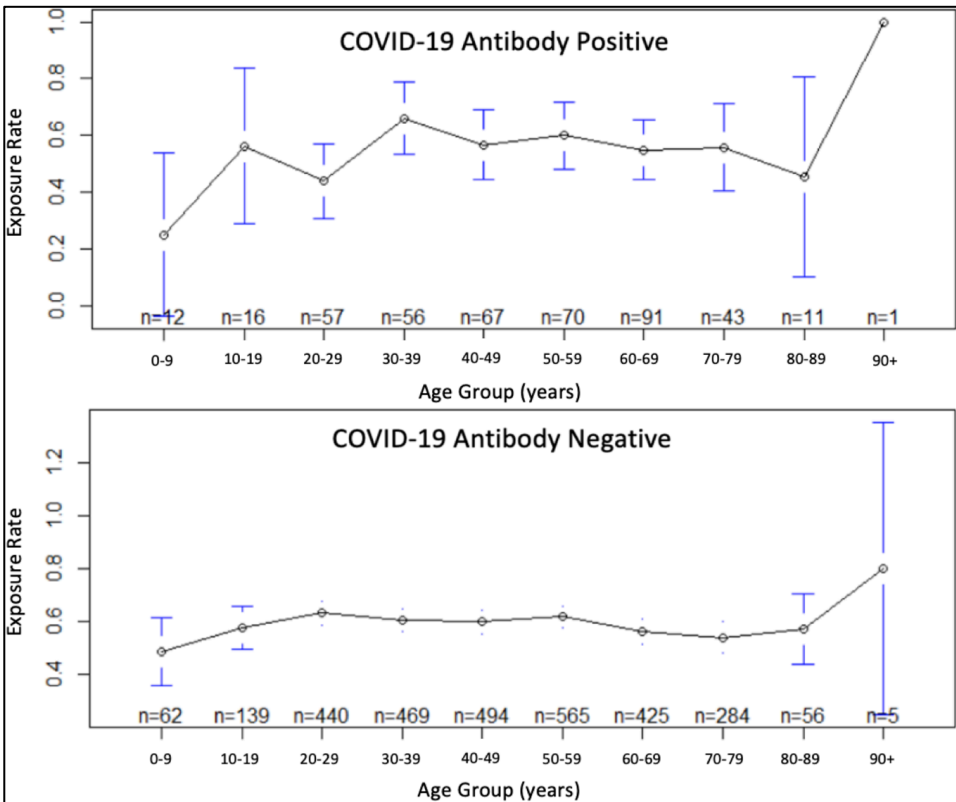 COVID-19 Antibody Positive
Exposure Rate
1.0
0.8
0.6
0.4
0.2
0.0
n=12 n=16 n=57 n=56 n=67 n=70 n=91 n=43 n=11 n=1
0-9 10-19 20-29 30-39 40-49 50-59 60-69 70-79 80-89 90+
Age Group (years)
COVID-19 Antibody Negative
Exposure Rate
1.2
1.0
0.8
0.6
0.4
n=62 n=139 n=440 n=469 n=494 n=565 n=425 n=284 n=56 n=5
0-9 10-19 20-29 30-39 40-49 50-59 60-69 70-79 80-89 90+
Age Group (years)